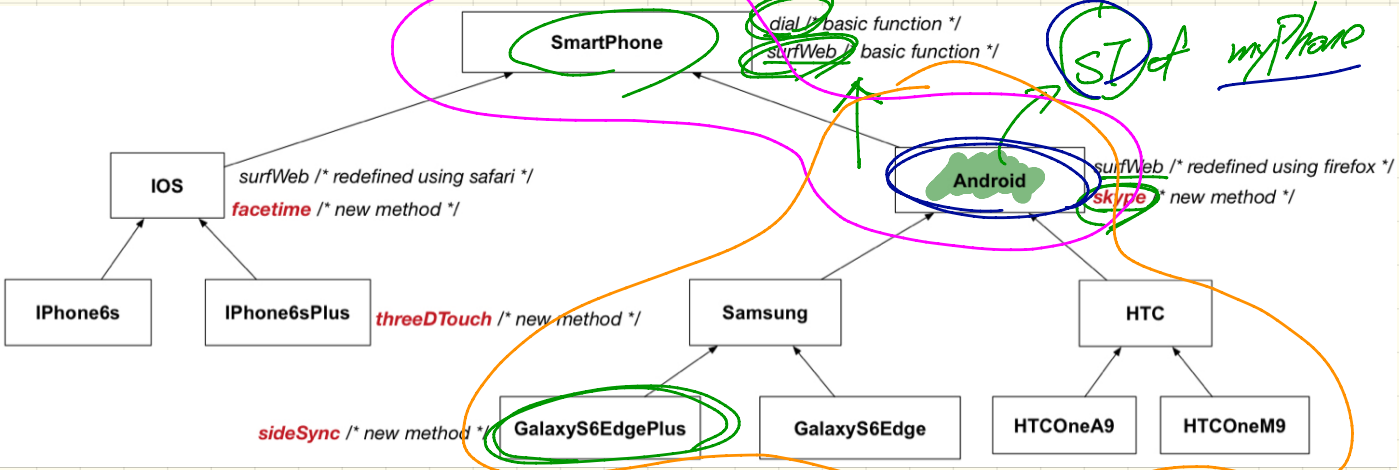 SmartPhone
dial /* basic function */
surfWeb /* basic function */
ST of myPhone
IOS
surfWeb /* redefined using safari */
facetime /* new method */
Android
surfWeb /* redefined using firefox */
skype /* new method */
IPhone6s
IPhone6sPlus
threeDTouch /* new method */
Samsung
HTC
sideSync /* new method */
GalaxyS6EdgePlus
GalaxyS6Edge
HTCOneA9
HTCOneM9